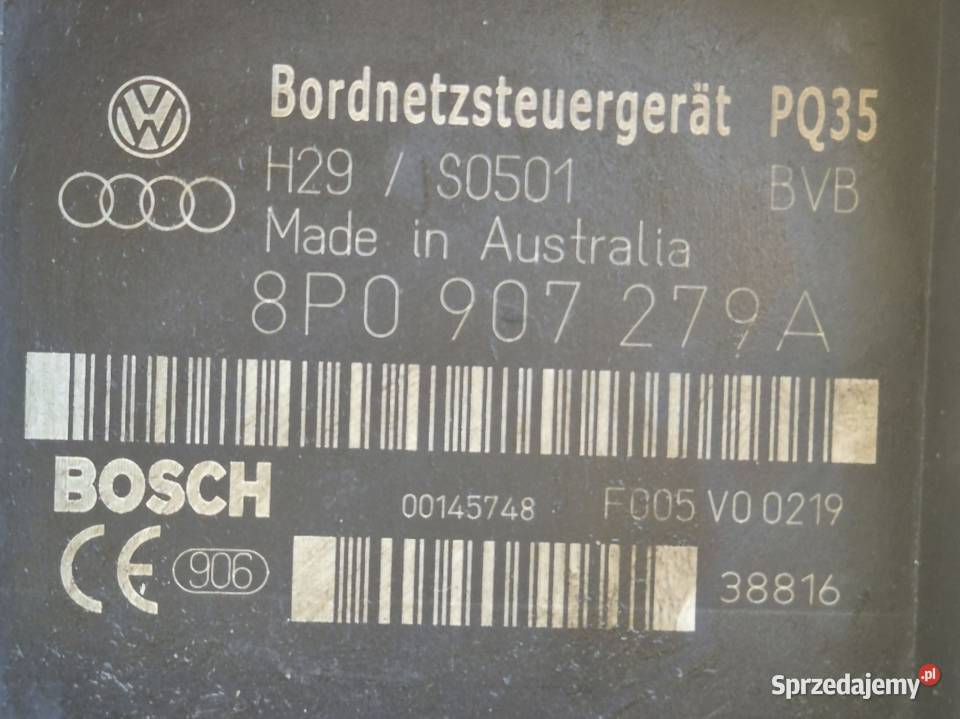 Bordnetzsteuergerät PQ35
H29 / S0501 BVB
Made in Australia
8P0 907 279A
BOSCH 00145748 F005 V0 0219
CE 906 38816
Sprzedajemy.pl